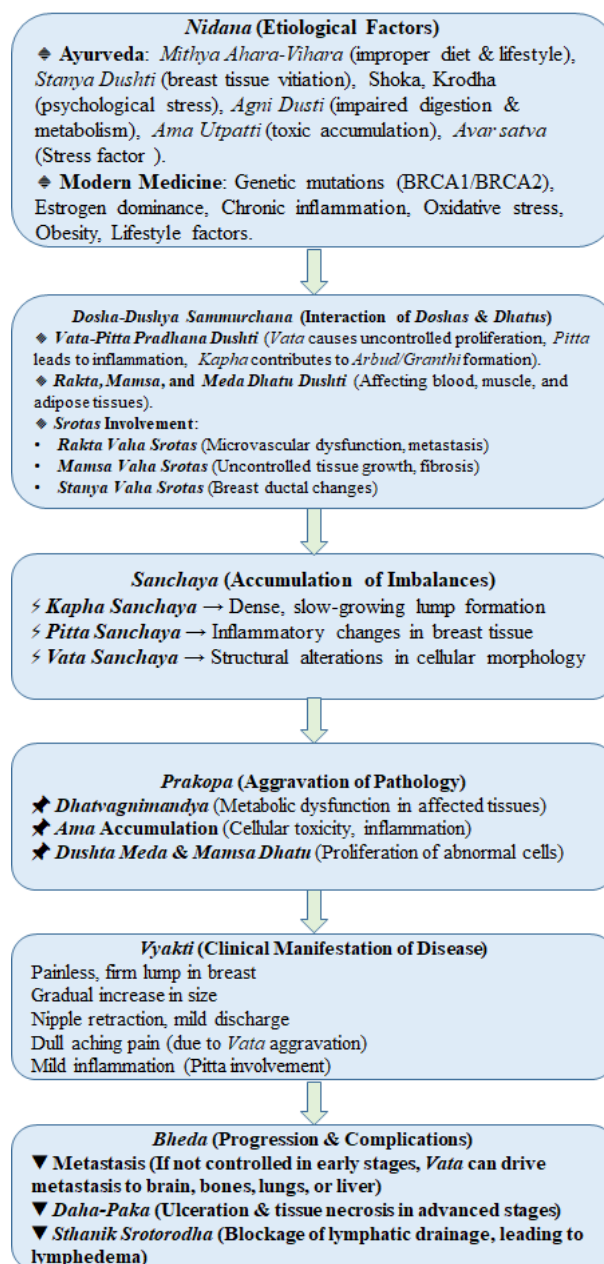 Nidana (Etiological Factors)
◆ Ayurveda: Mithya Ahara-Vihara (improper diet & lifestyle),
Stanya Dushti (breast tissue vitiation), Shoka, Krodha
(psychological stress), Agni Dusti (impaired digestion &
metabolism), Ama Utpatti (toxic accumulation), Avar satva
(Stress factor ).
◆ Modern Medicine: Genetic mutations (BRCA1/BRCA2),
Estrogen dominance, Chronic inflammation, Oxidative stress,
Obesity, Lifestyle factors.
Dosha-Dushya Sammurchana (Interaction of Doshas & Dhatus)
◆ Vata-Pitta Pradhana Dushti (Vata causes uncontrolled proliferation, Pitta
leads to inflammation, Kapha contributes to Arbud/Granthi formation).
◆ Rakta, Mamsa, and Meda Dhatu Dushti (Affecting blood, muscle, and
adipose tissues).
◆ Srotas Involvement:
• Rakta Vaha Srotas (Microvascular dysfunction, metastasis)
• Mamsa Vaha Srotas (Uncontrolled tissue growth, fibrosis)
• Stanya Vaha Srotas (Breast ductal changes)
Sanchaya (Accumulation of Imbalances)
⚡ Kapha Sanchaya → Dense, slow-growing lump formation
⚡ Pitta Sanchaya → Inflammatory changes in breast tissue
⚡ Vata Sanchaya → Structural alterations in cellular morphology
Prakopa (Aggravation of Pathology)
📌 Dhatvagnimandya (Metabolic dysfunction in affected tissues)
📌 Ama Accumulation (Cellular toxicity, inflammation)
📌 Dushta Meda & Mamsa Dhatu (Proliferation of abnormal cells)
Vyakti (Clinical Manifestation of Disease)
Painless, firm lump in breast
Gradual increase in size
Nipple retraction, mild discharge
Dull aching pain (due to Vata aggravation)
Mild inflammation (Pitta involvement)
Bheda (Progression & Complications)
▼ Metastasis (If not controlled in early stages, Vata can drive
metastasis to brain, bones, lungs, or liver)
▼ Daha-Paka (Ulceration & tissue necrosis in advanced stages)
▼ Sthanik Srotorodha (Blockage of lymphatic drainage, leading to
lymphedema)